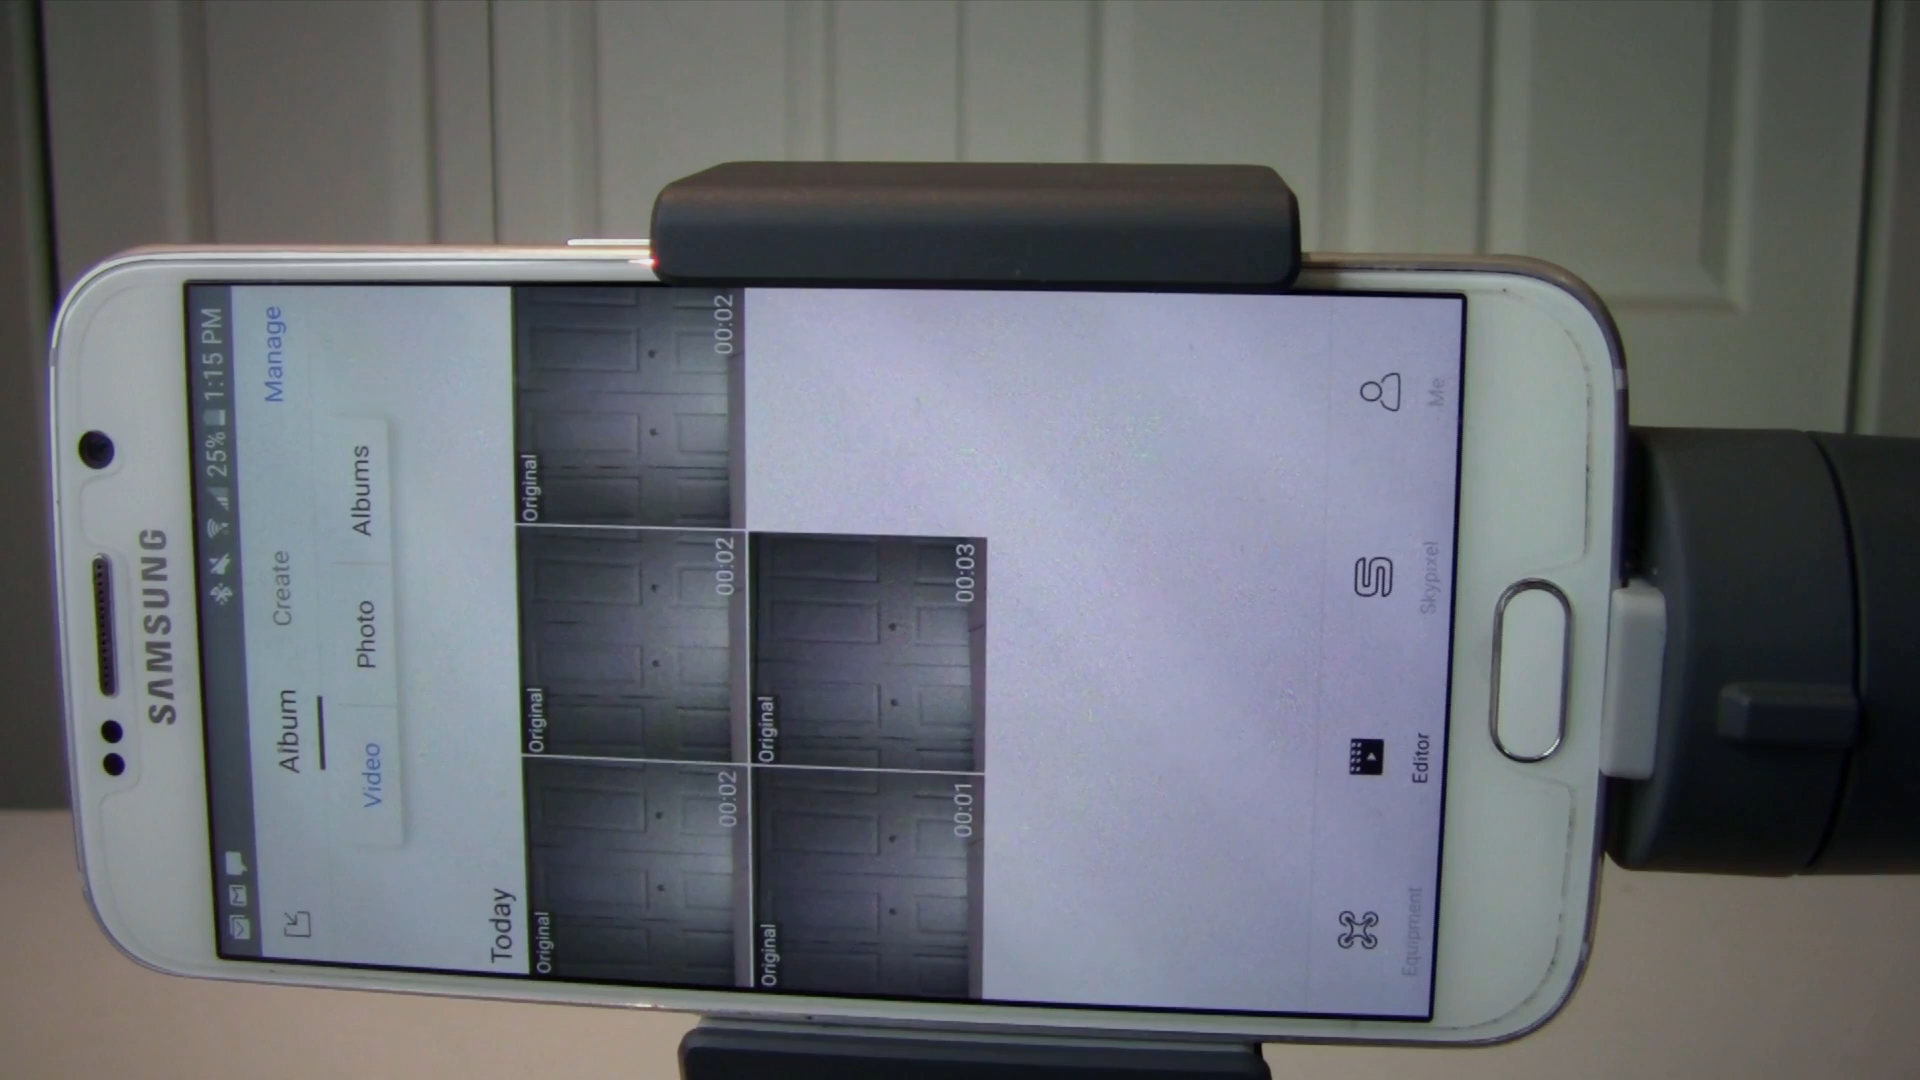 SAMSUNG
25% 1:15 PM
Album Create Manage
Video Photo Albums
Today
Original 00:02
Original 00:02
Original 00:02
Original 00:01
Original 00:03
Equipment Editor Skypixel Me